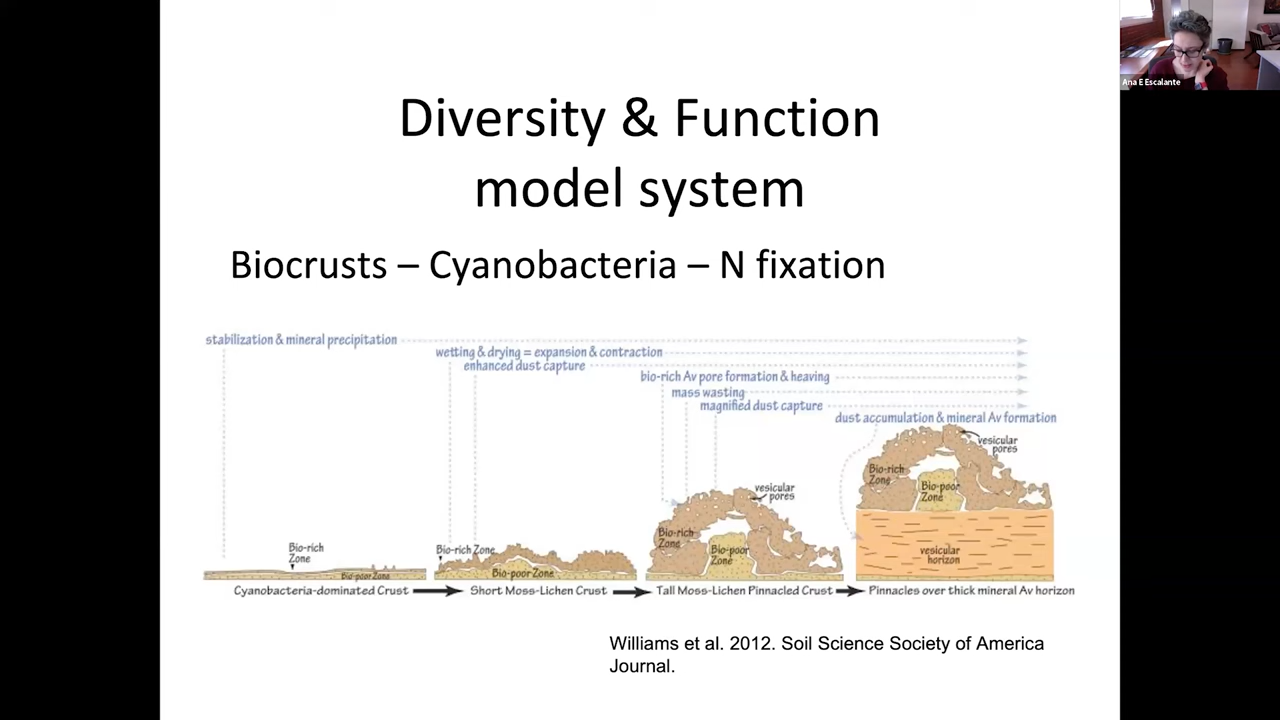 Ana E Escalante
Diversity & Function
model system
Biocrusts – Cyanobacteria – N fixation
stabilization & mineral precipitation
wetting & drying = expansion & contraction
enhanced dust capture
bio-rich Av pore formation & heaving
mass wasting
magnified dust capture
dust accumulation & mineral Av formation
vesicular
pores
Bio-rich
Zone
Bio-poor
Zone
vesicular
pores
Bio-rich
Zone
Bio-poor
Zone
vesicular
horizon
Bio-rich
Zone
Bio-poor Zone
Bio-rich Zone
Bio-poor Zone
Cyanobacteria-dominated Crust
Short Moss-Lichen Crust
Tall Moss-Lichen Pinnacled Crust
Pinnacles over thick mineral Av horizon
Williams et al. 2012. Soil Science Society of America
Journal.